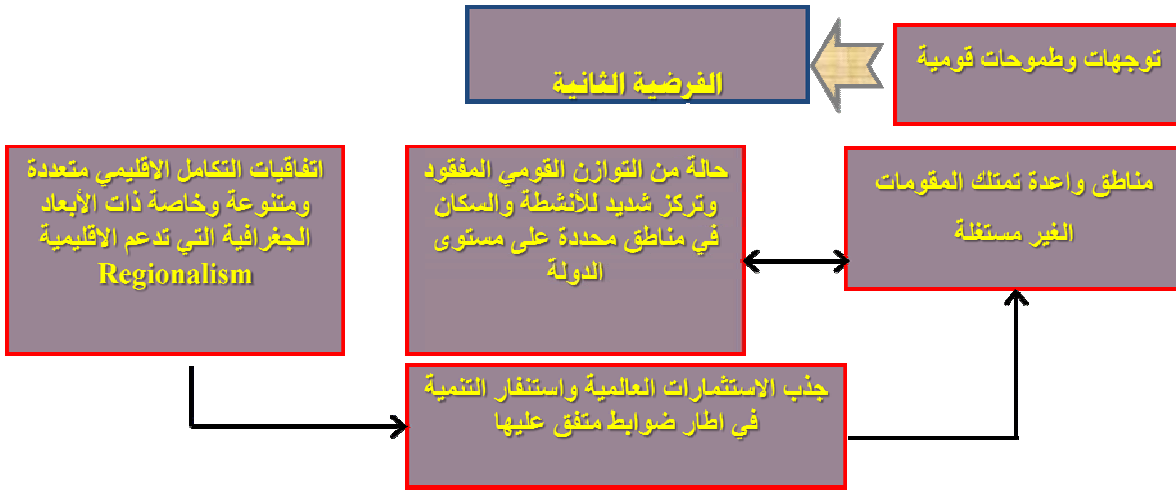 توجهات وطموحات قومية
الفرضية الثانية
مناطق واعدة تمتلك المقومات
الغير مستغلة
حالة من التوازن القومي المفقود
وتركز شديد للأنشطة والسكان
في مناطق محددة على مستوى
الدولة
اتفاقيات التكامل الاقليمي متعددة
ومتنوعة وخاصة ذات الأبعاد
الجغرافية التي تدعم الاقليمية
Regionalism
جذب الاستثمارات العالمية واستنفار التنمية
في اطار ضوابط متفق عليها